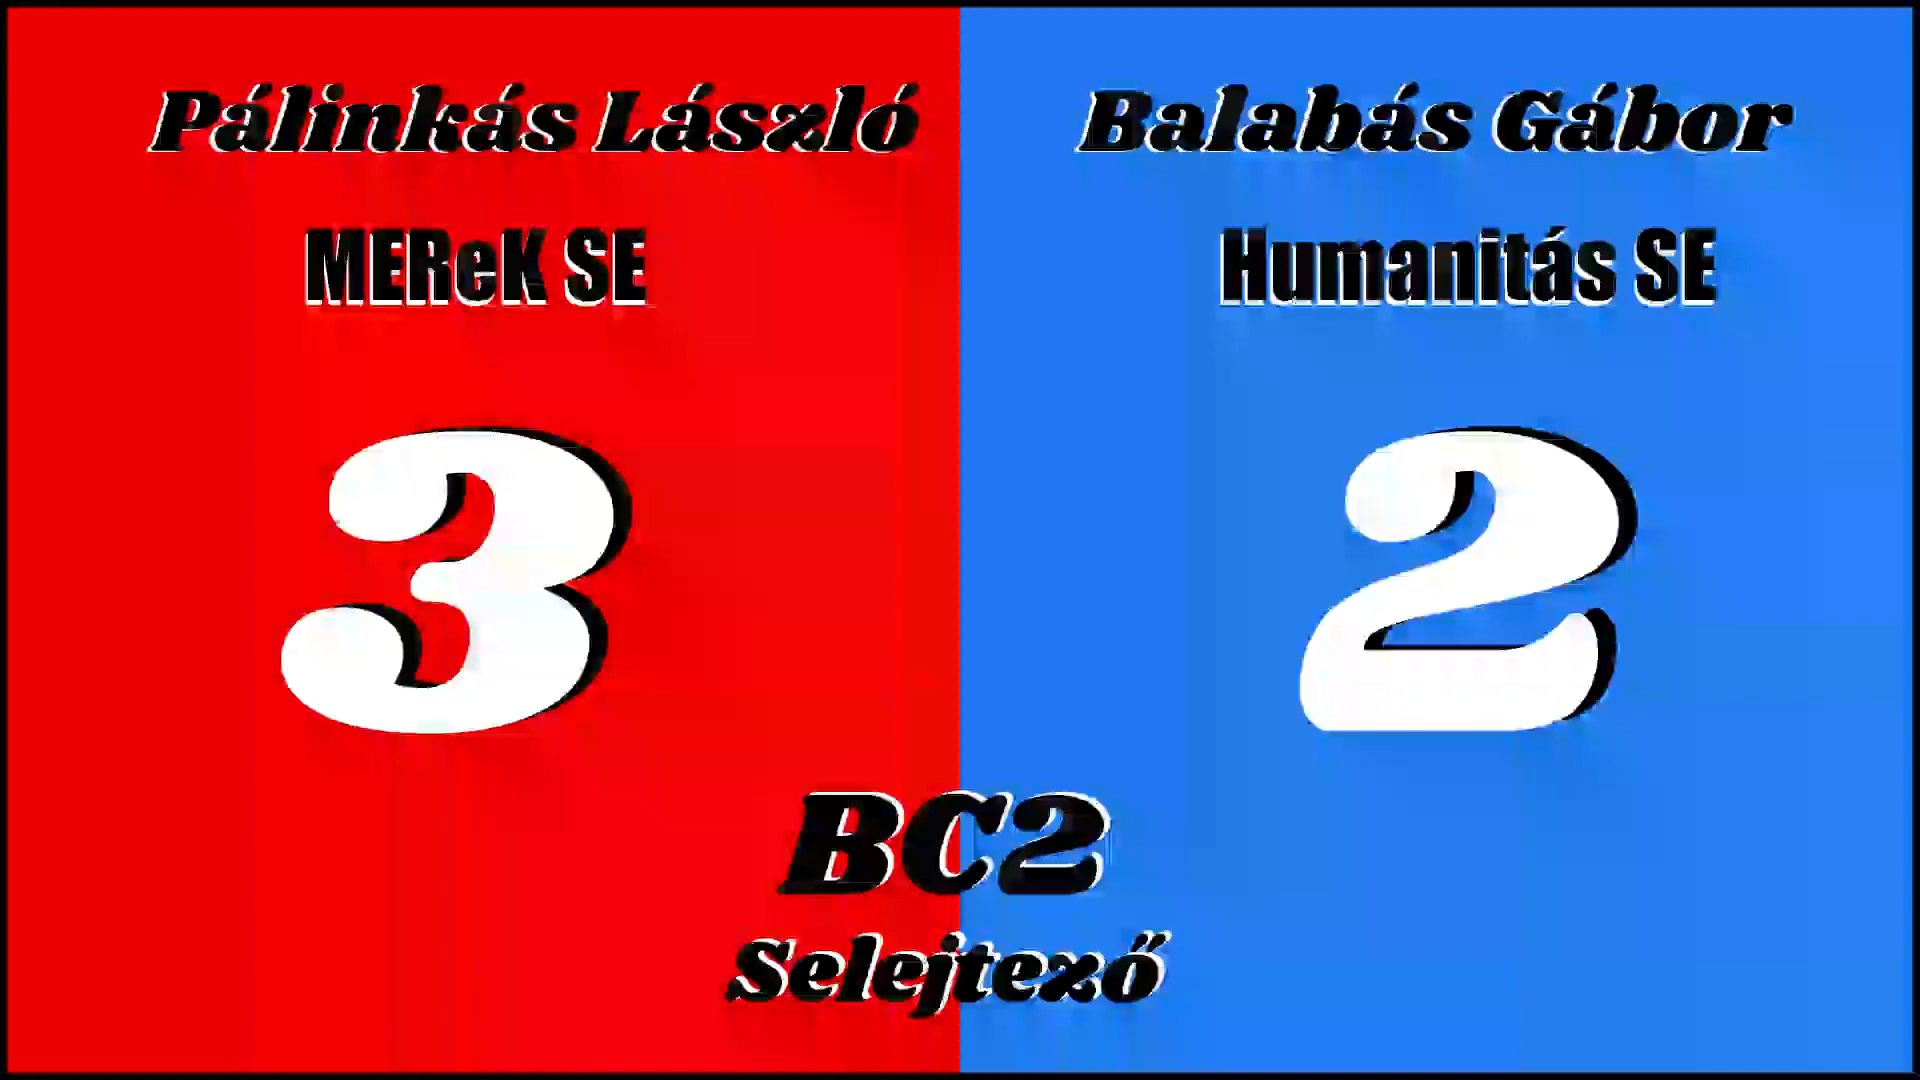 Pálinkás László
MEReK SE
3
Balabás Gábor
Humanitás SE
2
BC2
Selejtező